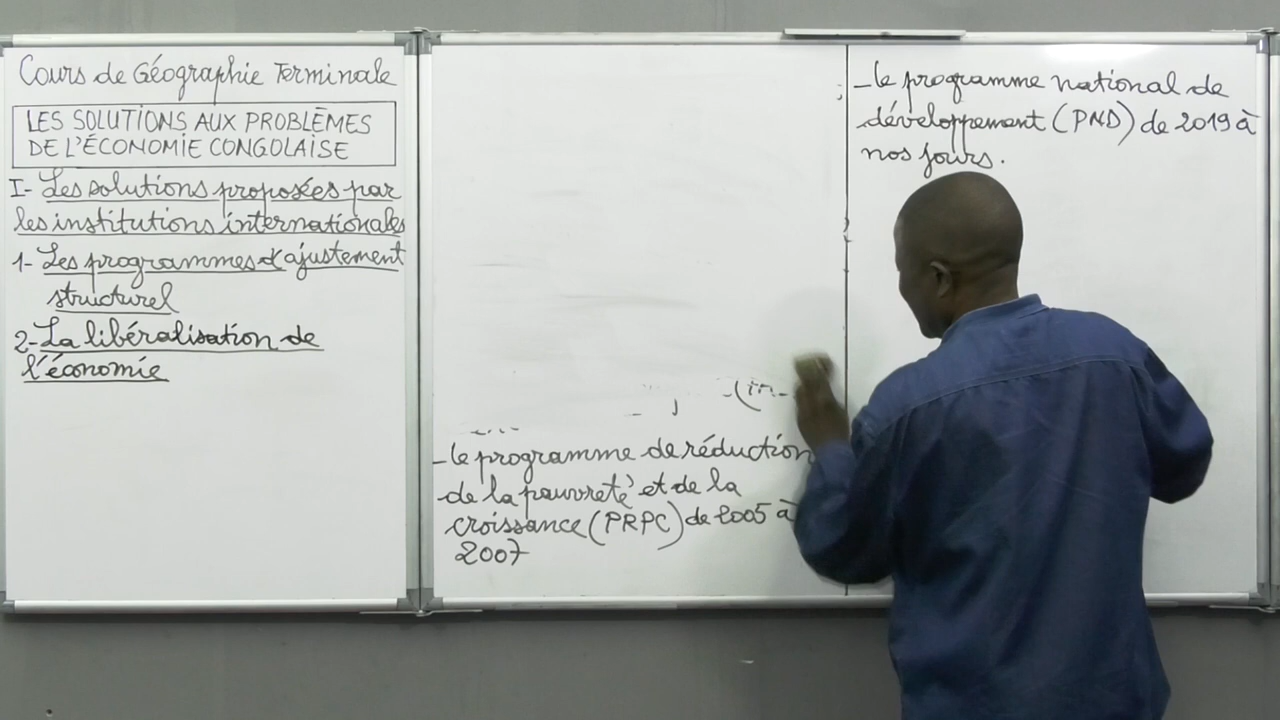 Cours de Géographie Terminale
LES SOLUTIONS AUX PROBLÈMES
DE L'ÉCONOMIE CONGOLAISE
I- Les solutions proposées par
les institutions internationales
1- Les programmes d'ajustement
structurel
2- La libéralisation de
l'économie
- le programme de réduction
de la pauvreté et de la
croissance (PRPC) de 2005 à
2007
- le programme national de
développement (PND) de 2019 à
nos jours.